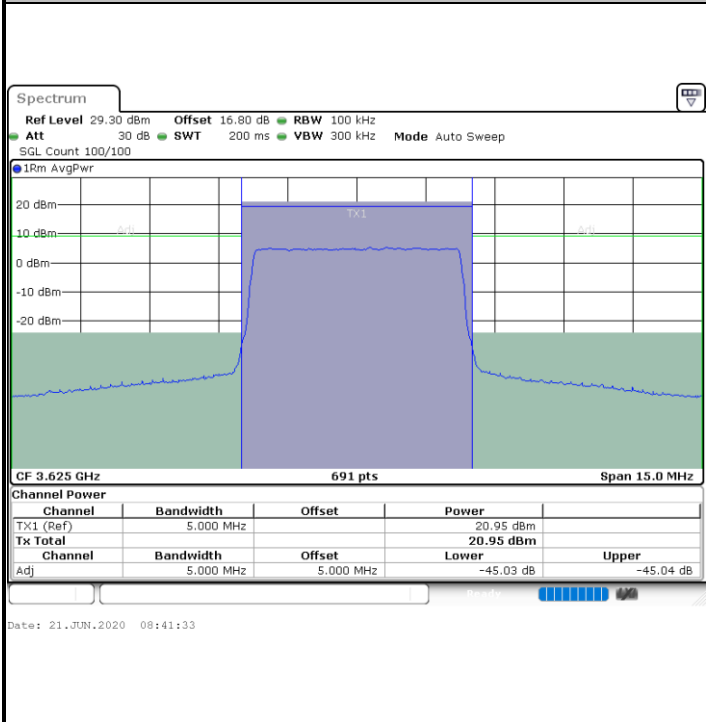 Spectrum
Ref Level 29.30 dBm Offset 16.80 dB RBW 100 kHz
Att 30 dB SWT 200 ms VBW 300 kHz Mode Auto Sweep
SGL Count 100/100
1Rm AvgPwr
20 dBm
TX1
10 dBm
Adj Adj
0 dBm
-10 dBm
-20 dBm
CF 3.625 GHz 691 pts Span 15.0 MHz
Channel Power
Channel Bandwidth Offset Power
TX1 (Ref) 5.000 MHz 20.95 dBm
Tx Total 20.95 dBm
Channel Bandwidth Offset Lower Upper
Adj 5.000 MHz 5.000 MHz -45.03 dB -45.04 dB
Ready
Date: 21.JUN.2020 08:41:33